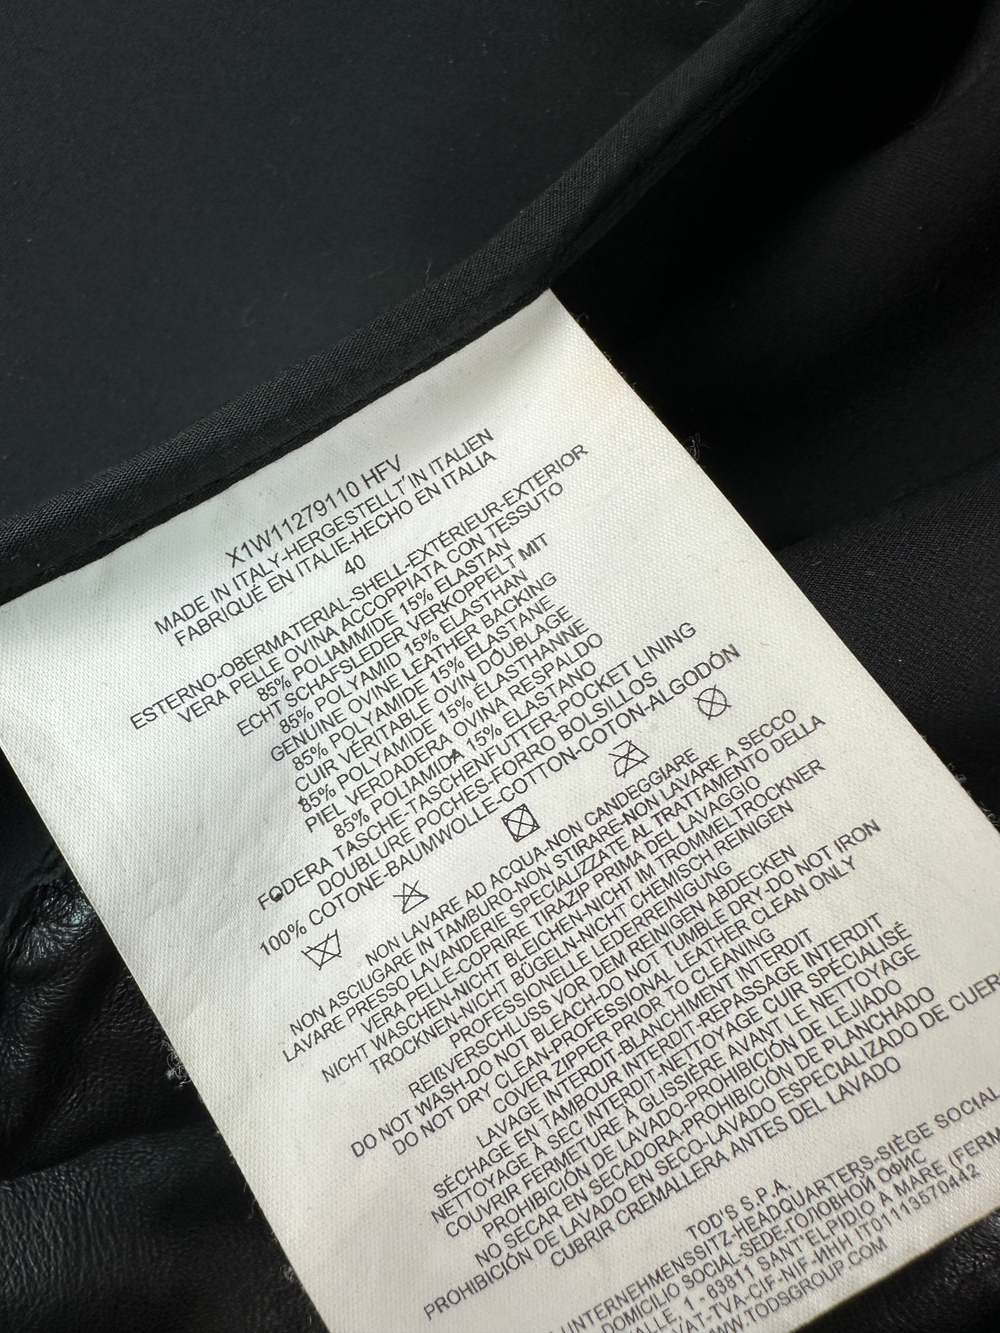 X1W11279110 HFV
MADE IN ITALY-HERGESTELLT IN ITALIEN
FABRIQUÉ EN ITALIE-HECHO EN ITALIA
40
ESTERNO-OBERMATERIAL-SHELL-EXTÉRIEUR-EXTERIOR
VERA PELLE OVINA ACCOPPIATA CON TESSUTO
85% POLIAMMIDE 15% ELASTAN
ECHT SCHAFSLEDER VERKOPPELT MIT
85% POLYAMID 15% ELASTHAN
GENUINE OVINE LEATHER BACKING
85% POLYAMIDE 15% ELASTANE
CUIR VÉRITABLE OVIN DOUBLAGE
85% POLYAMIDE 15% ELASTHANNE
PIEL VERDADERA OVINA RESPALDO
85% POLIAMIDA 15% ELASTANO
FODERA TASCHE-TASCHENFUTTER-POCKET LINING
DOUBLURE POCHES-FORRO BOLSILLOS
100% COTONE-BAUMWOLLE-COTTON-COTON-ALGODÓN
NON LAVARE AD ACQUA-NON CANDEGGIARE
NON ASCIUGARE IN TAMBURO-NON STIRARE-NON LAVARE A SECCO
LAVARE PRESSO LAVANDERIE SPECIALIZZATE AL TRATTAMENTO DELLA
VERA PELLE-COPRIRE TIRAZIP PRIMA DEL LAVAGGIO
NICHT WASCHEN-NICHT BLEICHEN-NICHT IM TROMMELTROCKNER
TROCKNEN-NICHT BÜGELN-NICHT CHEMISCH REINIGEN
PROFESSIONELLE LEDERREINIGUNG
REIßVERSCHLUSS VOR DEM REINIGEN ABDECKEN
DO NOT WASH-DO NOT BLEACH-DO NOT TUMBLE DRY-DO NOT IRON
DO NOT DRY CLEAN-PROFESSIONAL LEATHER CLEAN ONLY
COVER ZIPPER PRIOR TO CLEANING
LAVAGE INTERDIT-BLANCHIMENT INTERDIT
SÉCHAGE EN TAMBOUR INTERDIT-REPASSAGE INTERDIT
NETTOYAGE À SEC INTERDIT-NETTOYAGE CUIR SPECIALISÉ
COUVRIR FERMETURE À GLISSIÈRE AVANT LE NETTOYAGE
PROHIBICIÓN DE LAVADO-PROHIBICIÓN DE LEJIADO
NO SECAR EN SECADORA-PROHIBICIÓN DE PLANCHADO
PROHIBICIÓN DE LAVADO EN SECO-LAVADO ESPECIALIZADO DE CUER
CUBRIR CREMALLERA ANTES DEL LAVADO
TOD'S S.P.A.
UNTERNEHMENSSITZ-HEADQUARTERS-SIÈGE SOCIAL
DOMICILIO SOCIAL-SEDE-ГОЛОВНОЙ ОФИС
VALLE, 1 - 63811 SANT'ELPIDIO A MARE (FERM
VAT-TVA-CIF-NIF-ИНН IT01113570442
WWW.TODSGROUP.COM